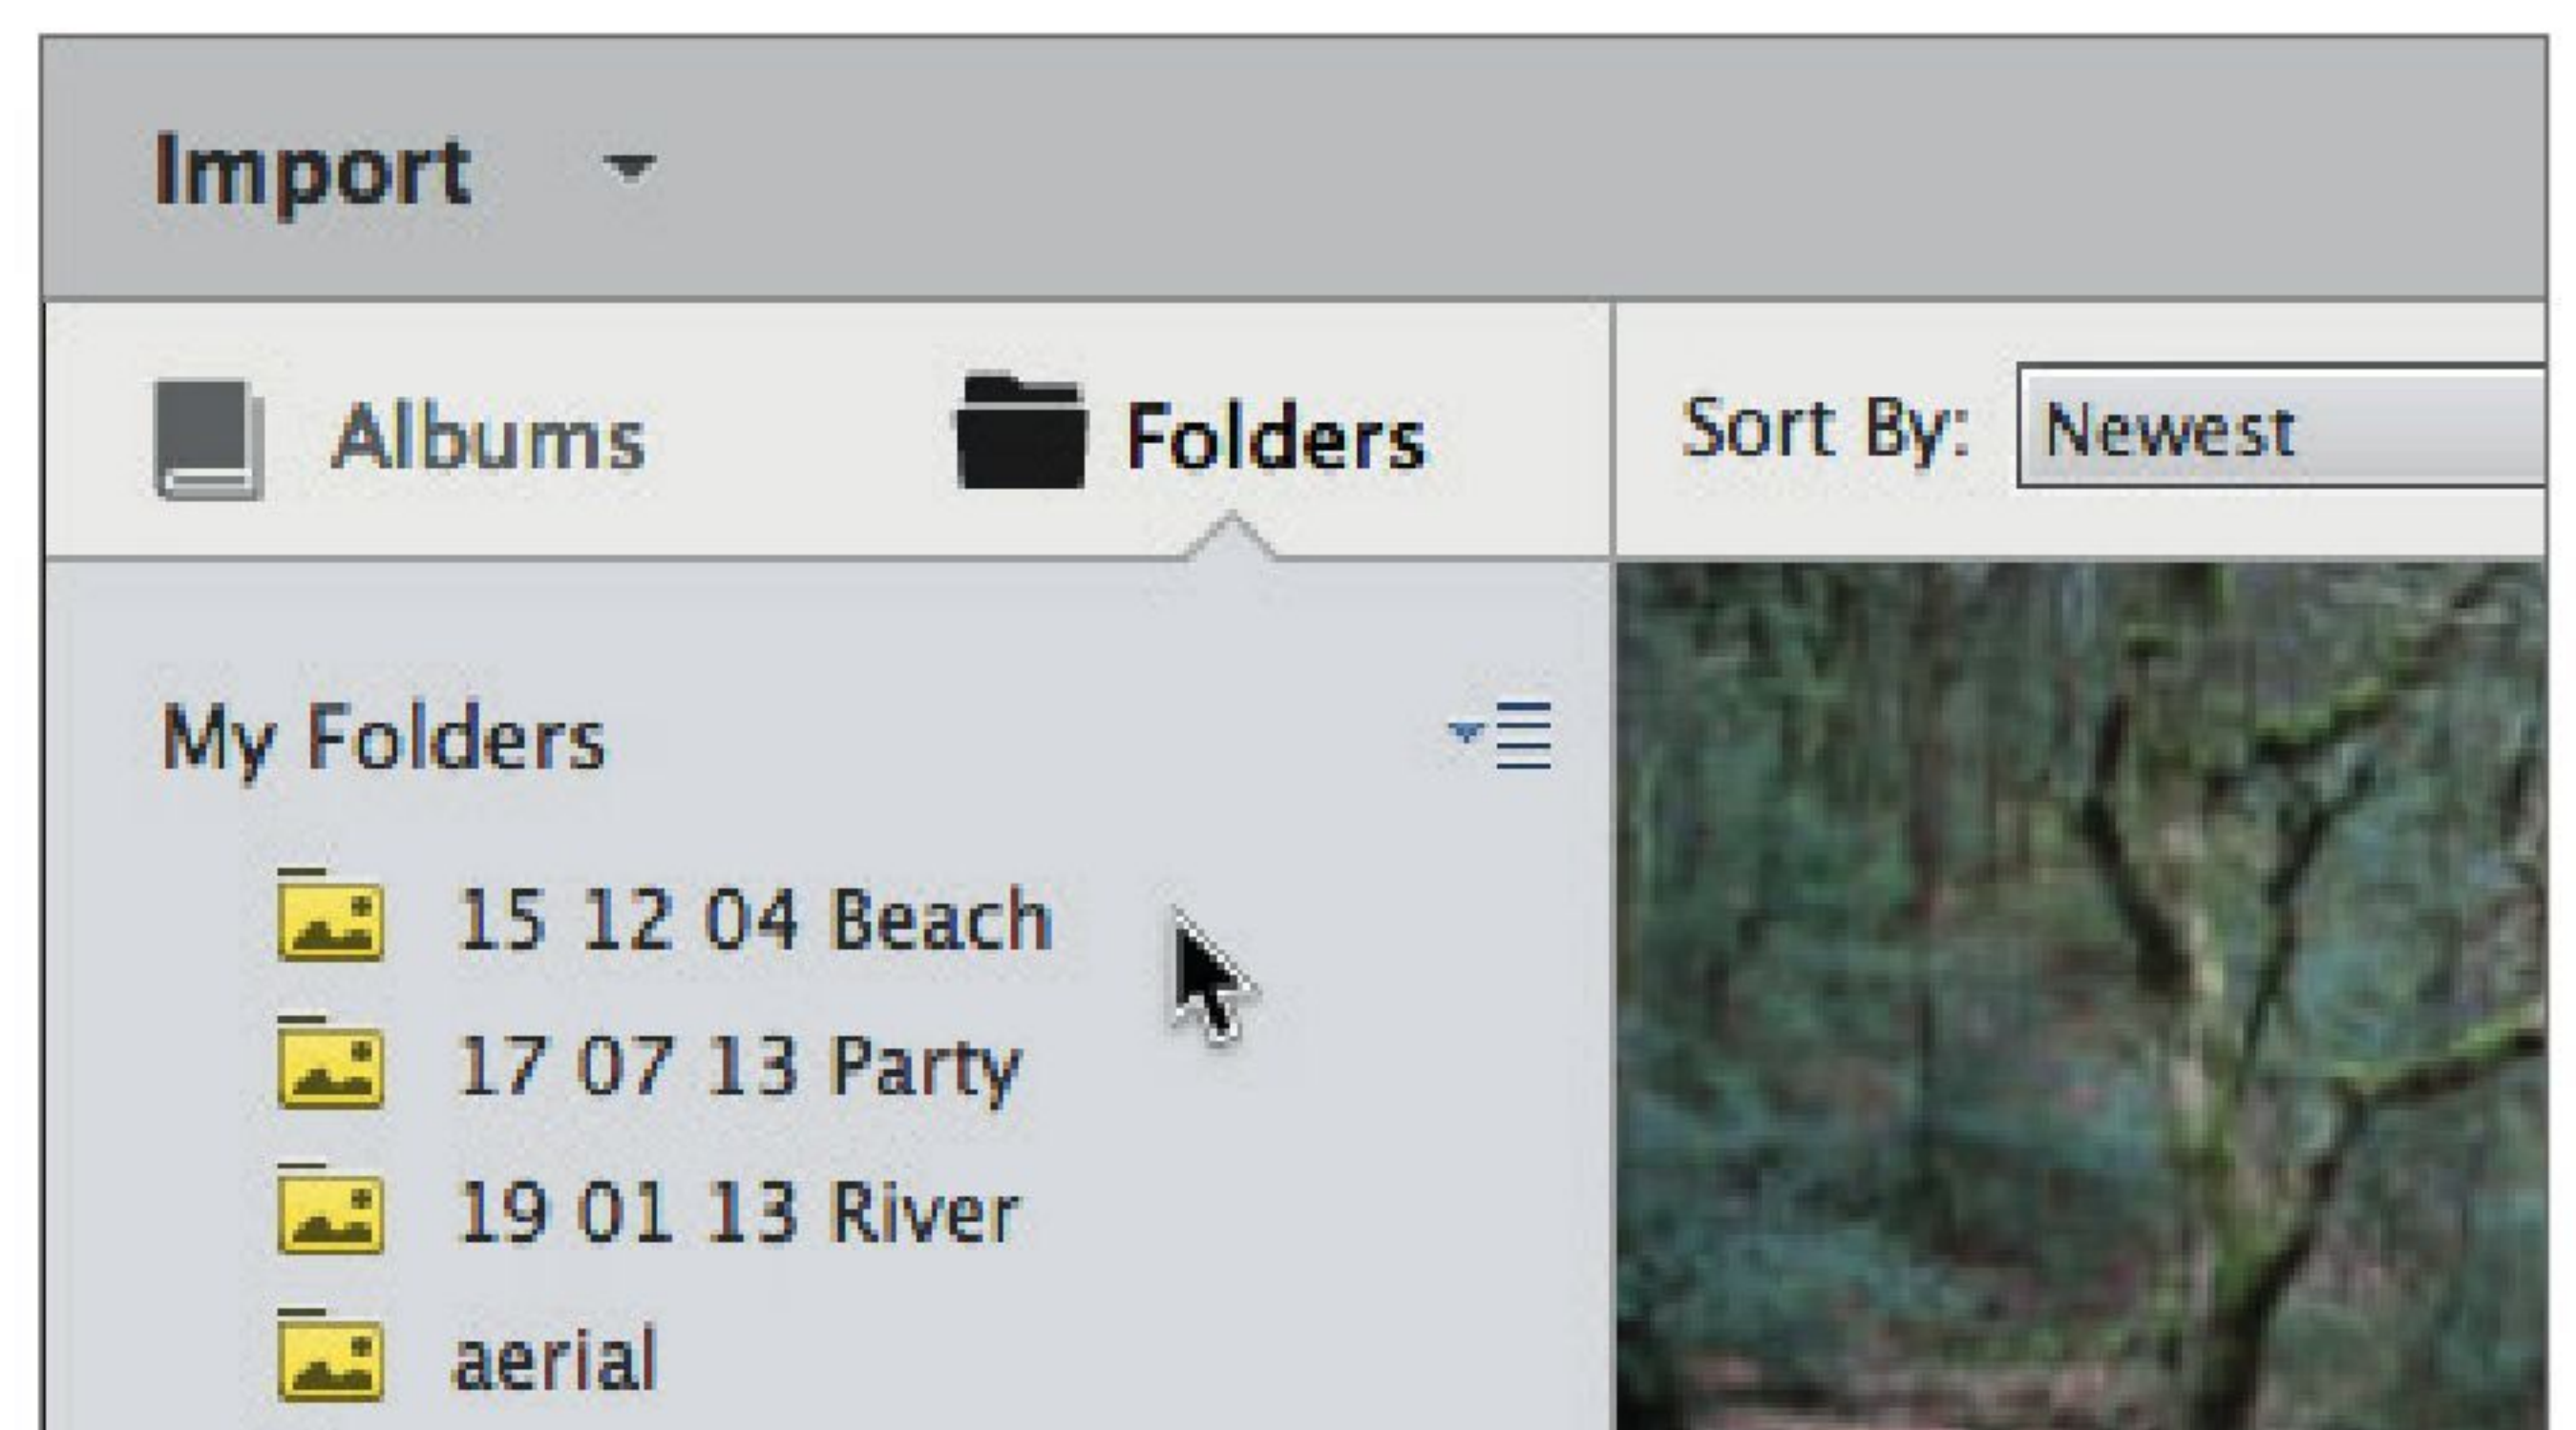 Import
Albums Folders Sort By: Newest
My Folders
15 12 04 Beach
17 07 13 Party
19 01 13 River
aerial